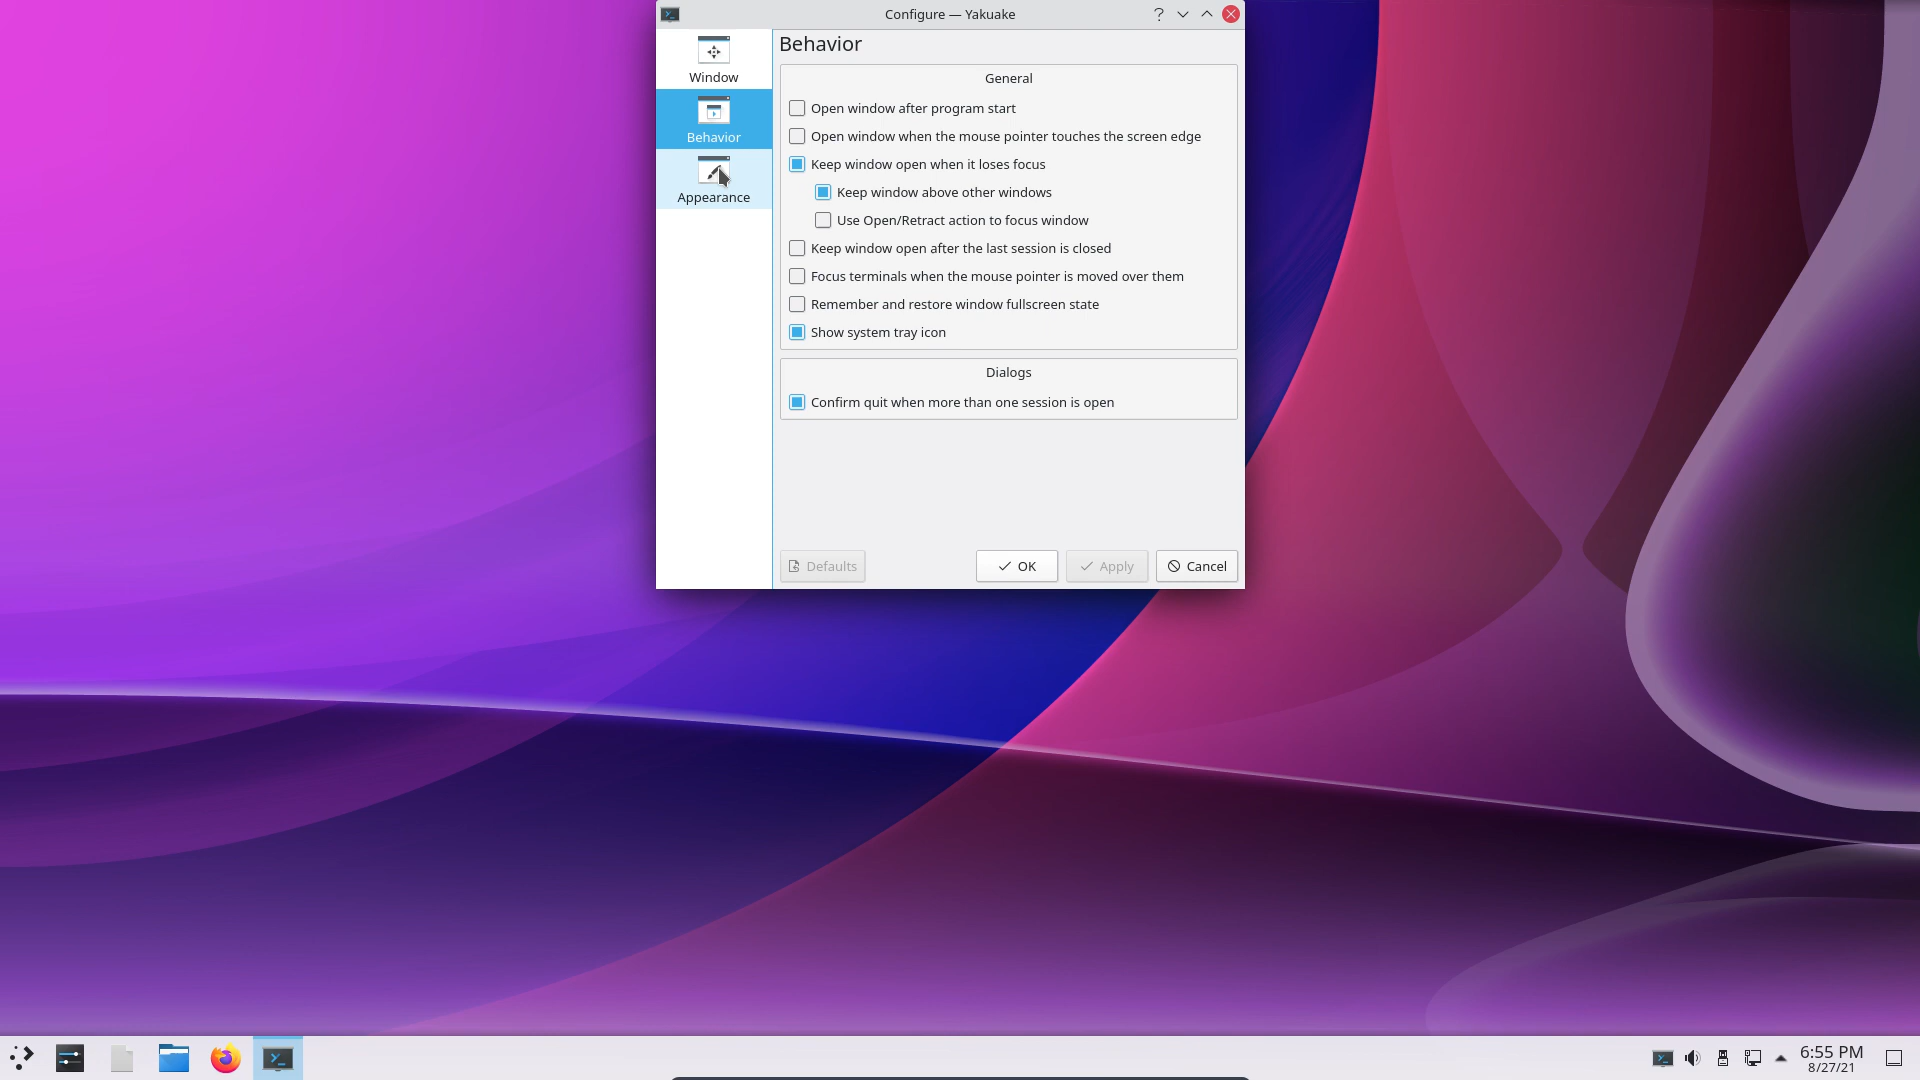 Configure — Yakuake
Window
Behavior
Appearance
Behavior
General
Open window after program start
Open window when the mouse pointer touches the screen edge
Keep window open when it loses focus
Keep window above other windows
Use Open/Retract action to focus window
Keep window open after the last session is closed
Focus terminals when the mouse pointer is moved over them
Remember and restore window fullscreen state
Show system tray icon
Dialogs
Confirm quit when more than one session is open
Defaults
OK
Apply
Cancel
6:55 PM
8/27/21